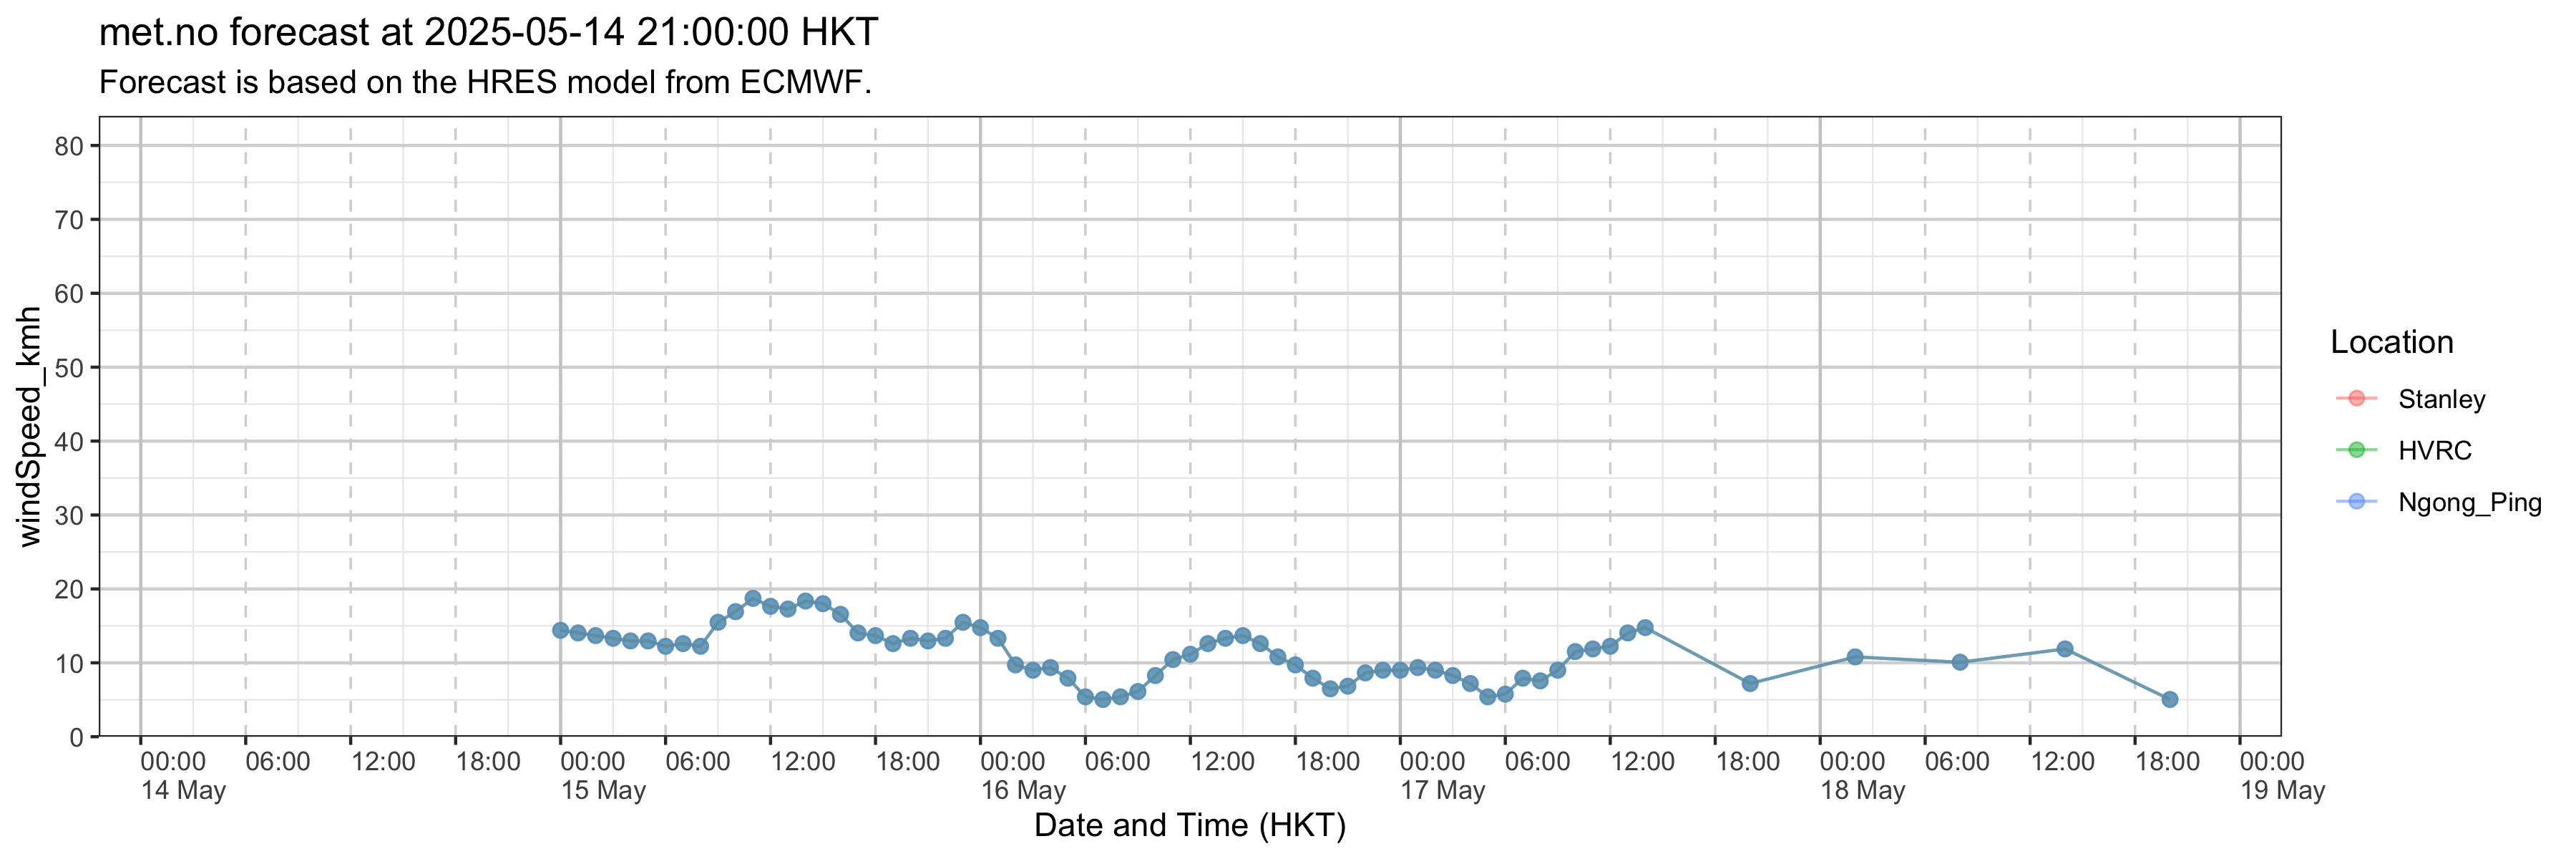 met.no forecast at 2025-05-14 21:00:00 HKT
Forecast is based on the HRES model from ECMWF.
windSpeed_kmh
80
70
60
50
40
30
20
10
0
00:00 06:00 12:00 18:00 00:00 06:00 12:00 18:00 00:00 06:00 12:00 18:00 00:00 06:00 12:00 18:00 00:00 06:00 12:00 18:00 00:00
14 May 15 May 16 May 17 May 18 May 19 May
Date and Time (HKT)
Location
Stanley
HVRC
Ngong_Ping